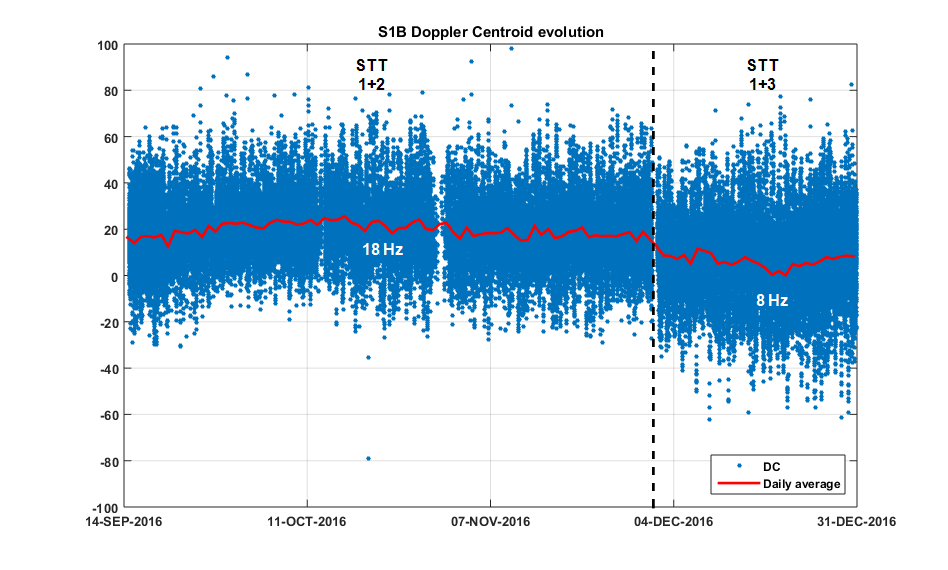 S1B Doppler Centroid evolution
100
80
60
40
20
0
-20
-40
-60
-80
-100
STT
1+2
STT
1+3
18 Hz
8 Hz
DC
Daily average
14-SEP-2016
11-OCT-2016
07-NOV-2016
04-DEC-2016
31-DEC-2016